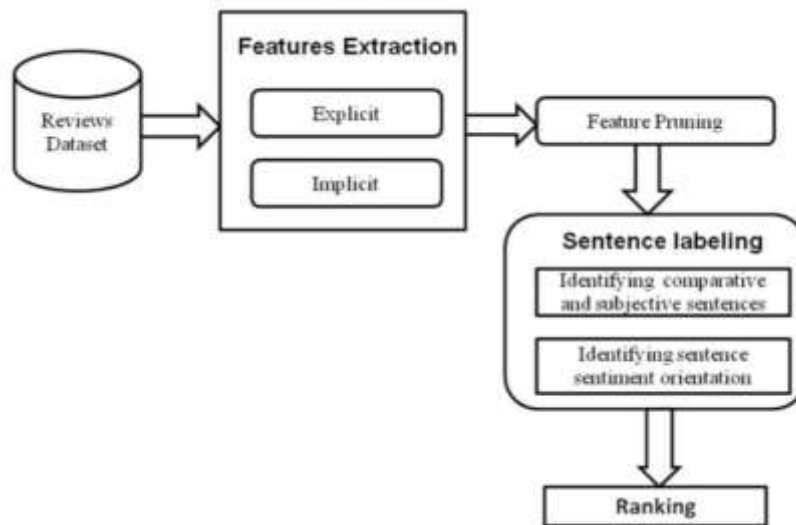 Features Extraction
Reviews
Dataset
Explicit
Implicit
Feature Pruning
Sentence labeling
Identifying comparative
and subjective sentences
Identifying sentence
sentiment orientation
Ranking